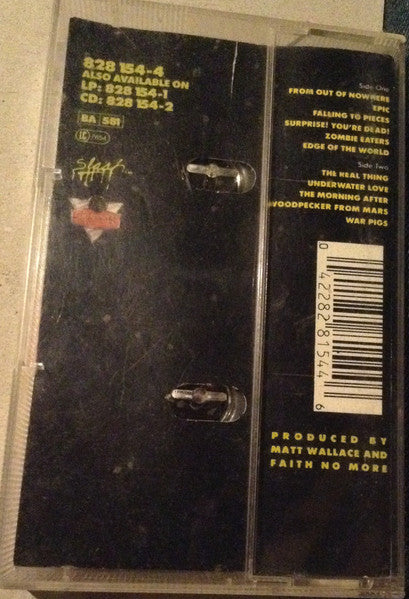 828 154-4
ALSO AVAILABLE ON
LP: 828 154-1
CD: 828 154-2
BA 581
LC 7654
SLASH
Side One
FROM OUT OF NOWHERE
EPIC
FALLING TO PIECES
SURPRISE! YOU'RE DEAD!
ZOMBIE EATERS
EDGE OF THE WORLD
Side Two
THE REAL THING
UNDERWATER LOVE
THE MORNING AFTER
WOODPECKER FROM MARS
WAR PIGS
0 42282 81544 6
PRODUCED BY
MATT WALLACE AND
FAITH NO MORE